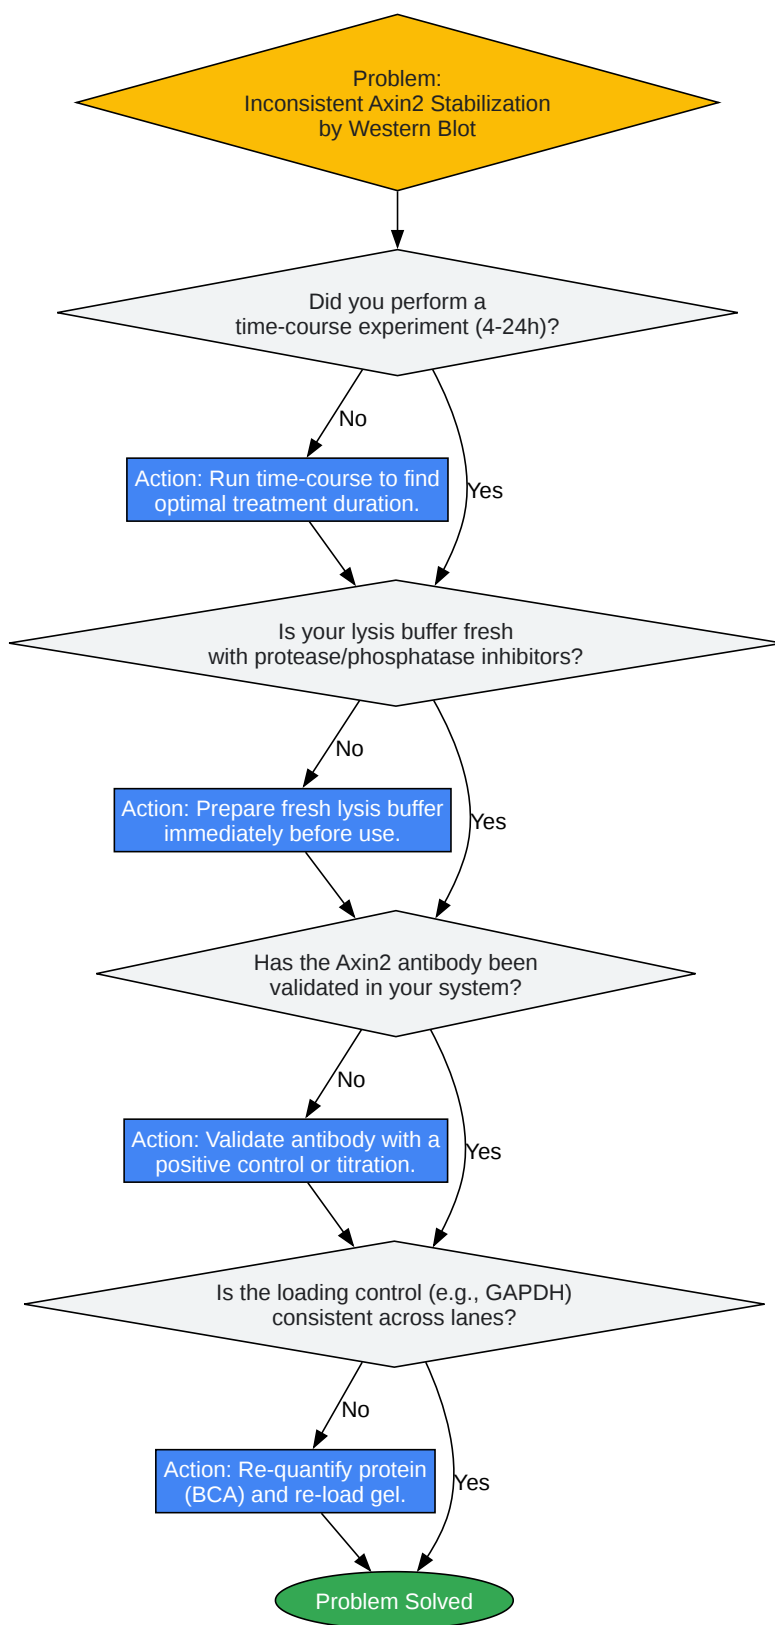 Problem:
Inconsistent Axin2 Stabilization
by Western Blot
Did you perform a
time-course experiment (4-24h)?
No
Yes
Action: Run time-course to find
optimal treatment duration.
Is your lysis buffer fresh
with protease/phosphatase inhibitors?
No
Yes
Action: Prepare fresh lysis buffer
immediately before use.
Has the Axin2 antibody been
validated in your system?
No
Yes
Action: Validate antibody with a
positive control or titration.
Is the loading control (e.g., GAPDH)
consistent across lanes?
No
Yes
Action: Re-quantify protein
(BCA) and re-load gel.
Problem Solved